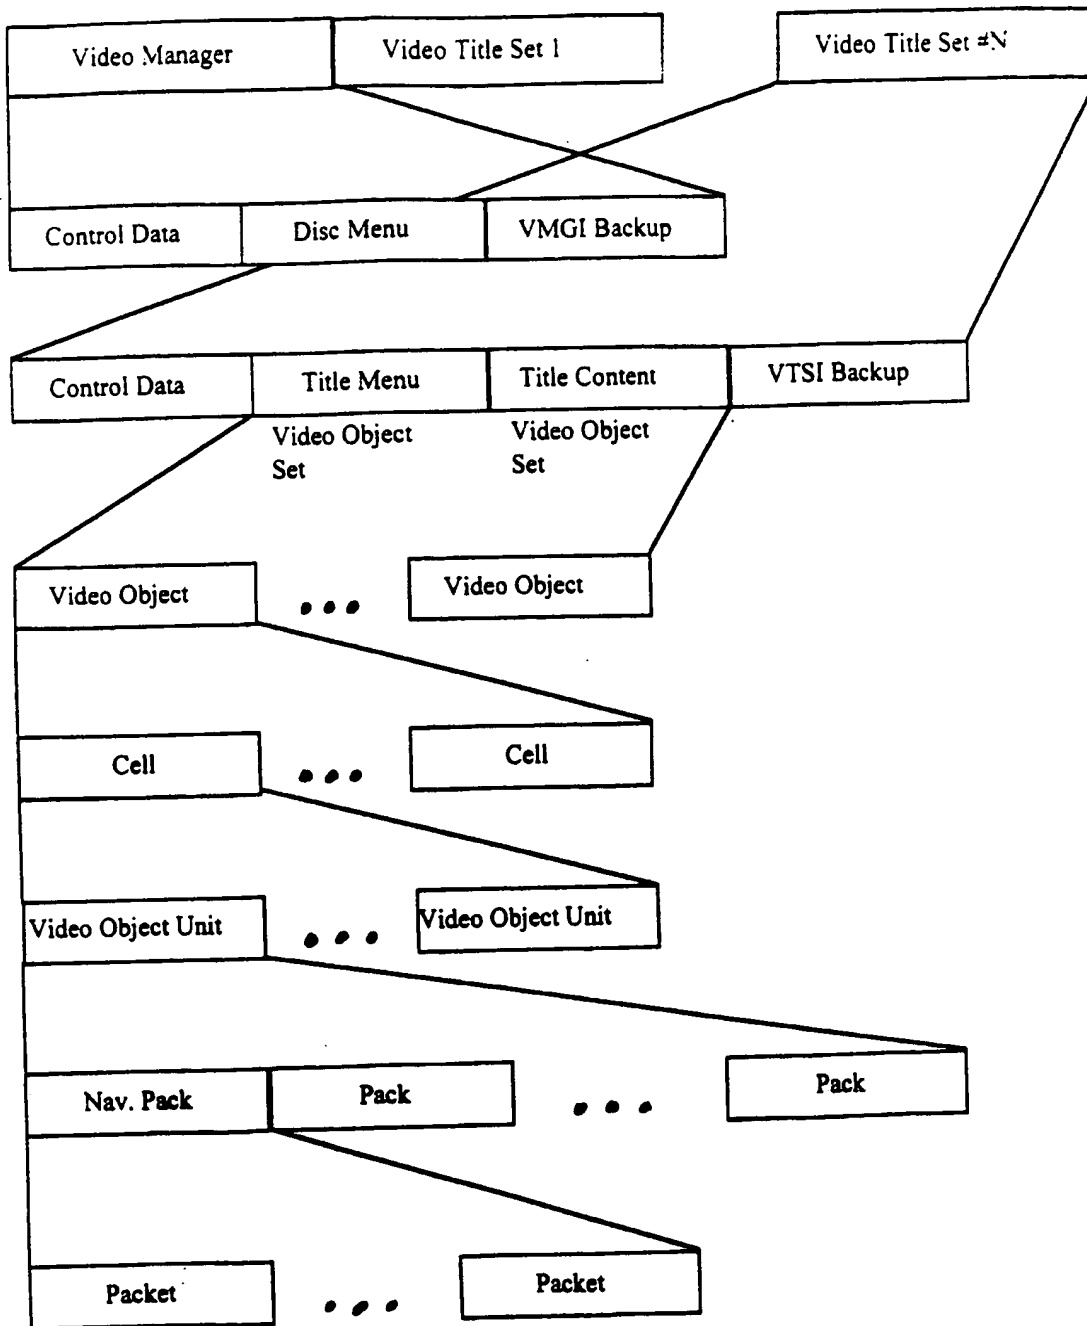 Video Manager
Video Title Set 1
Video Title Set #N
Control Data
Disc Menu
VMGI Backup
Control Data
Title Menu
Title Content
VTSI Backup
Video Object
Set
Video Object
Set
Video Object
Video Object
Cell
Cell
Video Object Unit
Video Object Unit
Nav. Pack
Pack
Pack
Packet
Packet